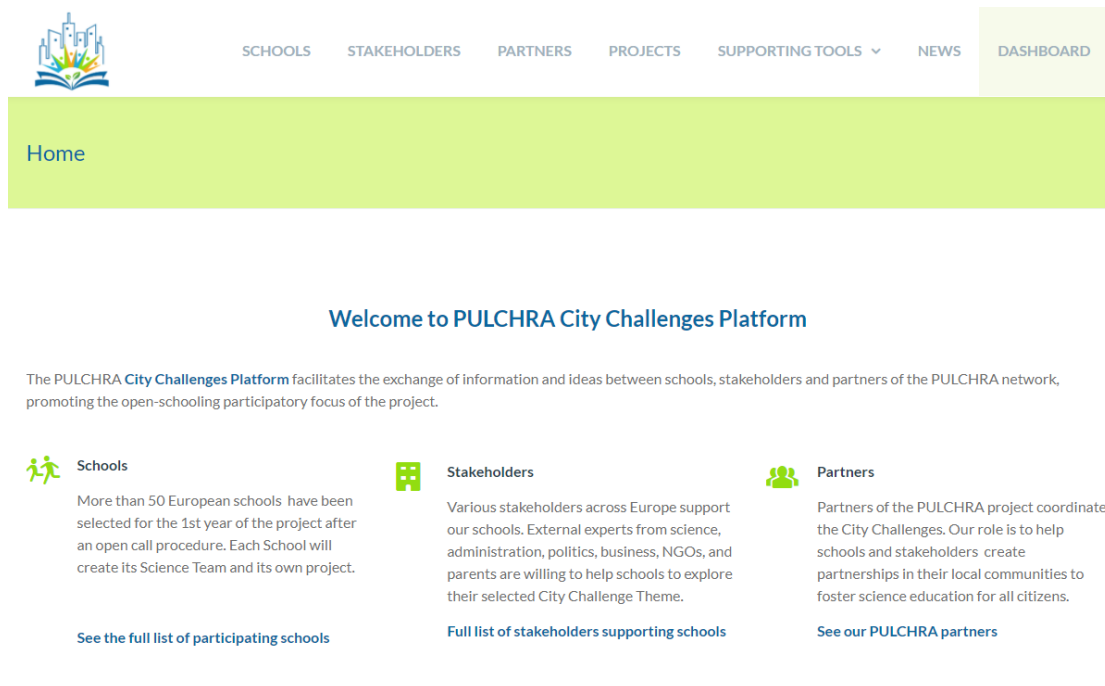 SCHOOLS STAKEHOLDERS PARTNERS PROJECTS SUPPORTING TOOLS NEWS DASHBOARD
Home
Welcome to PULCHRA City Challenges Platform
The PULCHRA City Challenges Platform facilitates the exchange of information and ideas between schools, stakeholders and partners of the PULCHRA network,
promoting the open-schooling participatory focus of the project.
Schools
More than 50 European schools have been
selected for the 1st year of the project after
an open call procedure. Each School will
create its Science Team and its own project.
See the full list of participating schools
Stakeholders
Various stakeholders across Europe support
our schools. External experts from science,
administration, politics, business, NGOs, and
parents are willing to help schools to explore
their selected City Challenge Theme.
Full list of stakeholders supporting schools
Partners
Partners of the PULCHRA project coordinate
the City Challenges. Our role is to help
schools and stakeholders create
partnerships in their local communities to
foster science education for all citizens.
See our PULCHRA partners